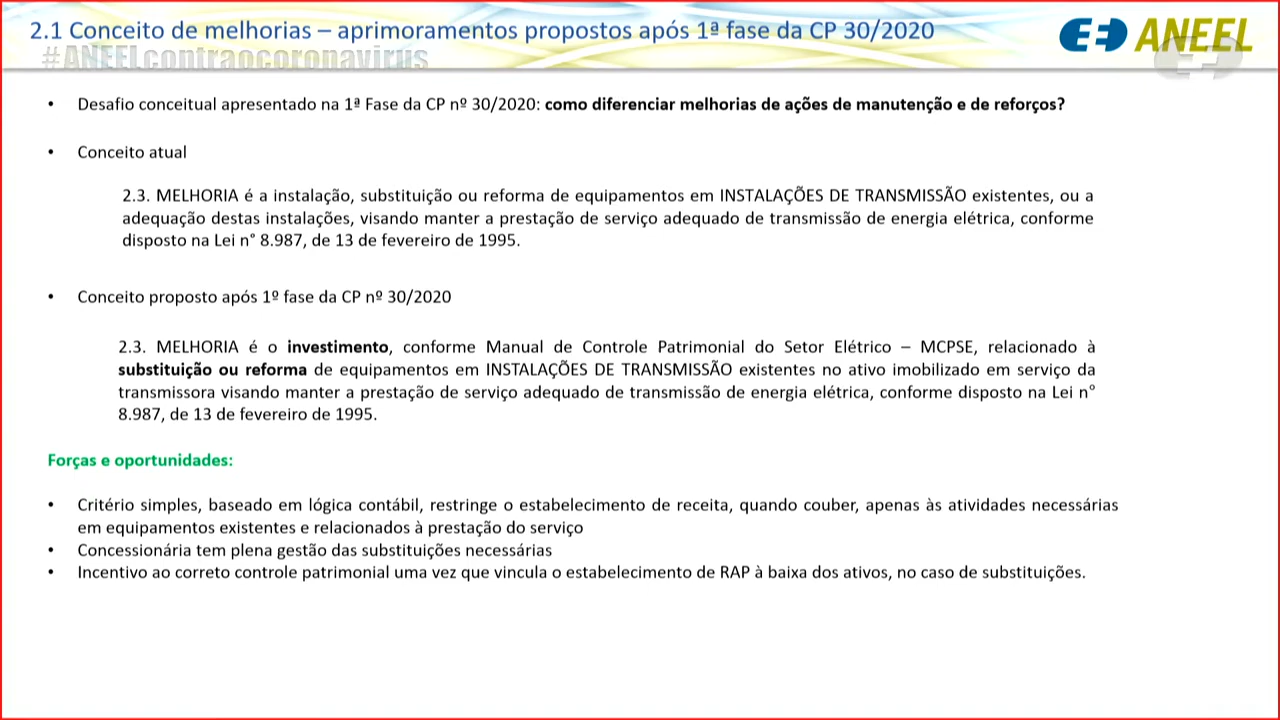 2.1 Conceito de melhorias – aprimoramentos propostos após 1ª fase da CP 30/2020
ANEEL
#ANEELcontraocoronavirus
• Desafio conceitual apresentado na 1ª Fase da CP nº 30/2020: como diferenciar melhorias de ações de manutenção e de reforços?
• Conceito atual
2.3. MELHORIA é a instalação, substituição ou reforma de equipamentos em INSTALAÇÕES DE TRANSMISSÃO existentes, ou a
adequação destas instalações, visando manter a prestação de serviço adequado de transmissão de energia elétrica, conforme
disposto na Lei n° 8.987, de 13 de fevereiro de 1995.
• Conceito proposto após 1º fase da CP nº 30/2020
2.3. MELHORIA é o investimento, conforme Manual de Controle Patrimonial do Setor Elétrico – MCPSE, relacionado à
substituição ou reforma de equipamentos em INSTALAÇÕES DE TRANSMISSÃO existentes no ativo imobilizado em serviço da
transmissora visando manter a prestação de serviço adequado de transmissão de energia elétrica, conforme disposto na Lei n°
8.987, de 13 de fevereiro de 1995.
Forças e oportunidades:
• Critério simples, baseado em lógica contábil, restringe o estabelecimento de receita, quando couber, apenas às atividades necessárias
em equipamentos existentes e relacionados à prestação do serviço
• Concessionária tem plena gestão das substituições necessárias
• Incentivo ao correto controle patrimonial uma vez que vincula o estabelecimento de RAP à baixa dos ativos, no caso de substituições.